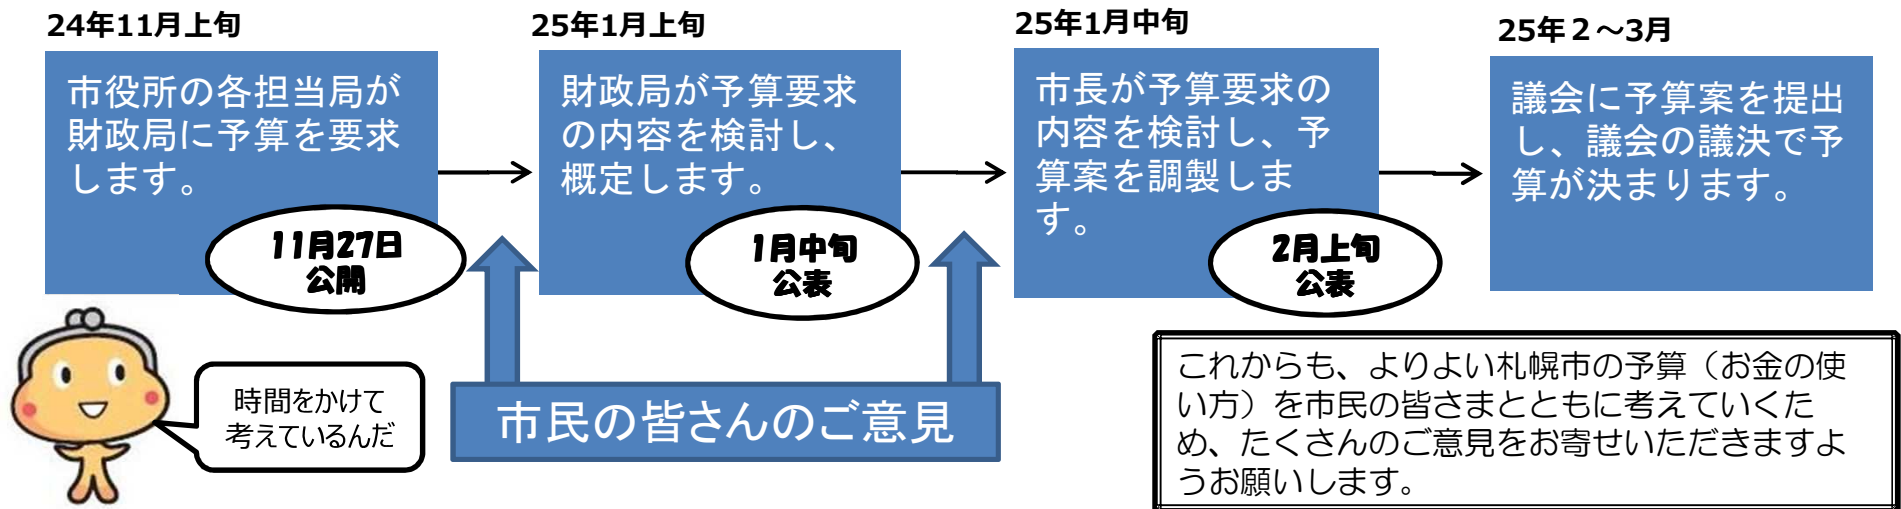 24年11月上旬
市役所の各担当局が
財政局に予算を要求
します。
11月27日
公開
25年1月上旬
財政局が予算要求
の内容を検討し、
概定します。
1月中旬
公表
25年1月中旬
市長が予算要求の
内容を検討し、予
算案を調製しま
す。
2月上旬
公表
25年２～3月
議会に予算案を提出
し、議会の議決で予
算が決まります。
時間をかけて
考えているんだ
市民の皆さんのご意見
これからも、よりよい札幌市の予算（お金の使
い方）を市民の皆さまとともに考えていくた
め、たくさんのご意見をお寄せいただきますよ
うお願いします。